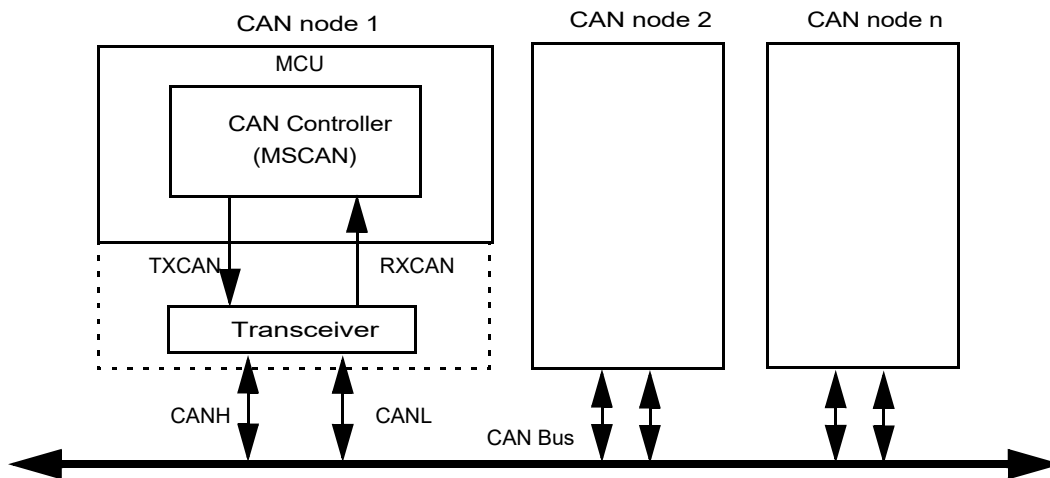 CAN node 1
CAN node 2
CAN node n
MCU
CAN Controller
(MSCAN)
TXCAN
RXCAN
Transceiver
CANH
CANL
CAN Bus